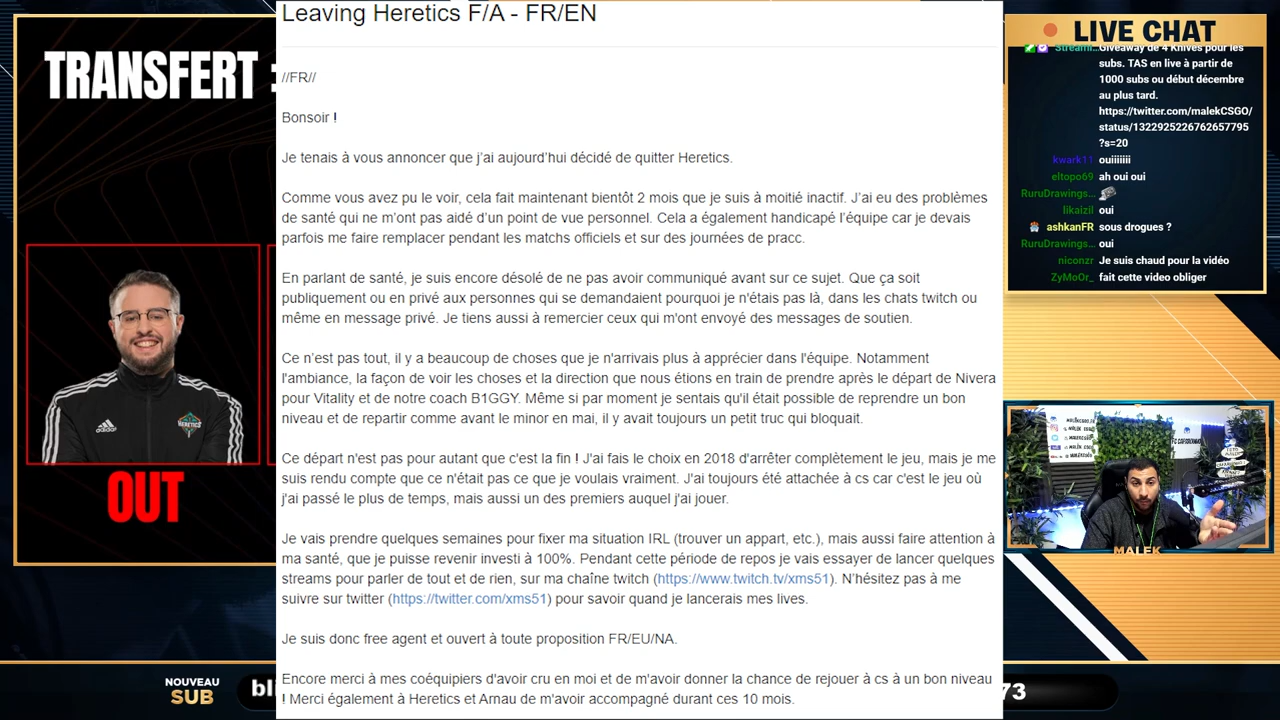 Leaving Heretics F/A - FR/EN
//FR//
Bonsoir !
Je tenais à vous annoncer que j’ai aujourd’hui décidé de quitter Heretics.
Comme vous avez pu le voir, cela fait maintenant bientôt 2 mois que je suis à moitié inactif. J’ai eu des problèmes
de santé qui ne m’ont pas aidé d’un point de vue personnel. Cela a également handicapé l’équipe car je devais
parfois me faire remplacer pendant les matchs officiels et sur des journées de pracc.
En parlant de santé, je suis encore désolé de ne pas avoir communiqué avant sur ce sujet. Que ça soit
publiquement ou en privé aux personnes qui se demandaient pourquoi je n'étais pas là, dans les chats twitch ou
même en message privé. Je tiens aussi à remercier ceux qui m'ont envoyé des messages de soutien.
Ce n’est pas tout, il y a beaucoup de choses que je n'arrivais plus à apprécier dans l'équipe. Notamment
l'ambiance, la façon de voir les choses et la direction que nous étions en train de prendre après le départ de Nivera
pour Vitality et de notre coach B1GGY. Même si par moment je sentais qu'il était possible de reprendre un bon
niveau et de repartir comme avant le minor en mai, il y avait toujours un petit truc qui bloquait.
Ce départ n'est pas pour autant que c'est la fin ! J'ai fais le choix en 2018 d'arrêter complètement le jeu, mais je me
suis rendu compte que ce n'était pas ce que je voulais vraiment. J'ai toujours été attachée à cs car c'est le jeu où
j'ai passé le plus de temps, mais aussi un des premiers auquel j'ai jouer.
Je vais prendre quelques semaines pour fixer ma situation IRL (trouver un appart, etc.), mais aussi faire attention à
ma santé, que je puisse revenir investi à 100%. Pendant cette période de repos je vais essayer de lancer quelques
streams pour parler de tout et de rien, sur ma chaîne twitch (https://www.twitch.tv/xms51). N’hésitez pas à me
suivre sur twitter (https://twitter.com/xms51) pour savoir quand je lancerais mes lives.
Je suis donc free agent et ouvert à toute proposition FR/EU/NA.
Encore merci à mes coéquipiers d'avoir cru en moi et de m'avoir donner la chance de rejouer à cs à un bon niveau
! Merci également à Heretics et Arnau de m'avoir accompagné durant ces 10 mois.
TRANSFERT :
adidas
HERETICS
OUT
LIVE CHAT
Streaml... Giveaway de 4 Knives pour les
subs. TAS en live à partir de
1000 subs ou début décembre
au plus tard.
https://twitter.com/malekCSGO/
status/1322925226762657795
?s=20
kwark11 ouiiiiiii
eltopo69 ah oui oui
RuruDrawings...
likaizil oui
ashkanFR sous drogues ?
RuruDrawings... oui
niconzr Je suis chaud pour la vidéo
ZyMoOr_ fait cette video obliger
MALEK
NOUVEAU
SUB
bli
73